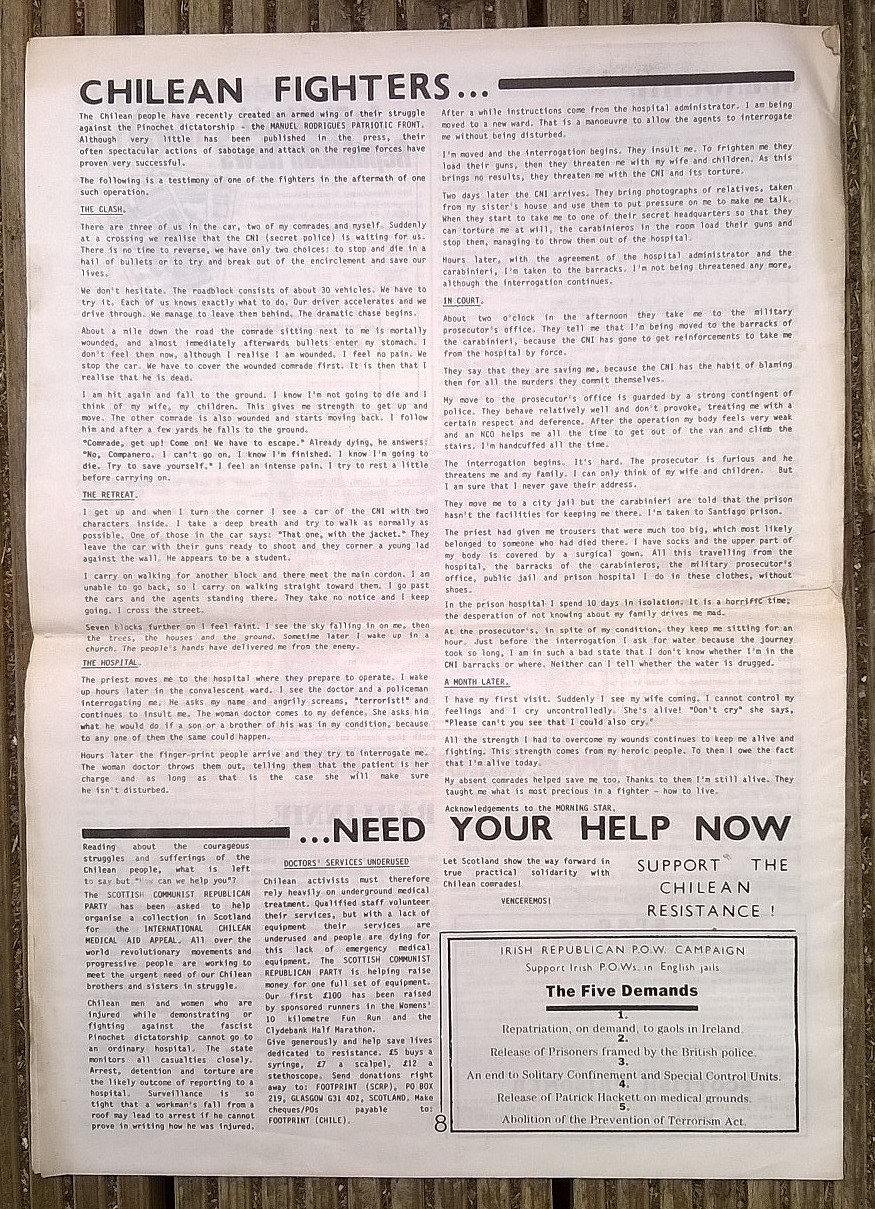 CHILEAN FIGHTERS...
The Chilean people have recently created an armed wing of their struggle
against the Pinochet dictatorship - the MANUEL RODRIGUES PATRIOTIC FRONT.
Although very little has been published in the press, their
often spectacular actions of sabotage and attack on the regime forces have
proven very successful.
The following is a testimony of one of the fighters in the aftermath of one
such operation.
THE CLASH.
There are three of us in the car, two of my comrades and myself. Suddenly
at a crossing we realise that the CNI (secret police) is waiting for us.
There is no time to reverse, we have only two choices: to stop and die in a
hail of bullets or to try and break out of the encirclement and save our
lives.
We don't hesitate. The roadblock consists of about 30 vehicles. We have to
try it. Each of us knows exactly what to do. Our driver accelerates and we
drive through. We manage to leave them behind. The dramatic chase begins.
About a mile down the road the comrade sitting next to me is mortally
wounded, and almost immediately afterwards bullets enter my stomach. I
don't feel them now, although I realise I am wounded. I feel no pain. We
stop the car. We have to cover the wounded comrade first. It is then that I
realise that he is dead.
I am hit again and fall to the ground. I know I'm not going to die and I
think of my wife, my children. This gives me strength to get up and
move. The other comrade is also wounded and starts moving back. I follow
him and after a few yards he falls to the ground.
"Comrade, get up! Come on! We have to escape." Already dying, he answers:
"No, Companero. I can't go on. I know I'm finished. I know I'm going to
die. Try to save yourself." I feel an intense pain. I try to rest a little
before carrying on.
THE RETREAT.
I get up and when I turn the corner I see a car of the CNI with two
characters inside. I take a deep breath and try to walk as normally as
possible. One of those in the car says: "That one, with the jacket." They
leave the car with their guns ready to shoot and they corner a young lad
against the wall. He appears to be a student.
I carry on walking for another block and there meet the main cordon. I am
unable to go back, so I carry on walking straight toward them. I go past
the cars and the agents standing there. They take no notice and I keep
going. I cross the street.
Seven blocks further on I feel faint. I see the sky falling in on me, then
the trees, the houses and the ground. Sometime later I wake up in a
church. The people's hands have delivered me from the enemy.
THE HOSPITAL.
The priest moves me to the hospital where they prepare to operate. I wake
up hours later in the convalescent ward. I see the doctor and a policeman
interrogating me. He asks my name and angrily screams, "terrorist!" and
continues to insult me. The woman doctor comes to my defence. She asks him
what he would do if a son or a brother of his was in my condition, because
to any one of them the same could happen.
Hours later the finger-print people arrive and they try to interrogate me.
The woman doctor throws them out, telling them that the patient is her
charge and as long as that is the case she will make sure
he isn't disturbed.
After a while instructions come from the hospital administrator. I am being
moved to a new ward. That is a manoeuvre to allow the agents to interrogate
me without being disturbed.
I'm moved and the interrogation begins. They insult me. To frighten me they
load their guns, then they threaten me with my wife and children. As this
brings no results, they threaten me with the CNI and its torture.
Two days later the CNI arrives. They bring photographs of relatives, taken
from my sister's house and use them to put pressure on me to make me talk.
When they start to take me to one of their secret headquarters so that they
can torture me at will, the carabinieros in the room load their guns and
stop them, managing to throw them out of the hospital.
Hours later, with the agreement of the hospital administrator and the
carabinieri, I'm taken to the barracks. I'm not being threatened any more,
although the interrogation continues.
IN COURT.
About two o'clock in the afternoon they take me to the military
prosecutor's office. They tell me that I'm being moved to the barracks of
the carabinieri, because the CNI has gone to get reinforcements to take me
from the hospital by force.
They say that they are saving me, because the CNI has the habit of blaming
them for all the murders they commit themselves.
My move to the prosecutor's office is guarded by a strong contingent of
police. They behave relatively well and don't provoke, treating me with a
certain respect and deference. After the operation my body feels very weak
and an NCO helps me all the time to get out of the van and climb the
stairs. I'm handcuffed all the time.
The interrogation begins. It's hard. The prosecutor is furious and he
threatens me and my family. I can only think of my wife and children. But
I am sure that I never gave their address.
They move me to a city jail but the carabinieri are told that the prison
hasn't the facilities for keeping me there. I'm taken to Santiago prison.
The priest had given me trousers that were much too big, which most likely
belonged to someone who had died there. I have socks and the upper part of
my body is covered by a surgical gown. All this travelling from the
hospital, the barracks of the carabinieros, the military prosecutor's
office, public jail and prison hospital I do in these clothes, without
shoes.
In the prison hospital I spend 10 days in isolation. It is a horrific time;
the desperation of not knowing about my family drives me mad.
At the prosecutor's, in spite of my condition, they keep me sitting for an
hour. Just before the interrogation I ask for water because the journey
took so long, I am in such a bad state that I don't know whether I'm in the
CNI barracks or where. Neither can I tell whether the water is drugged.
A MONTH LATER.
I have my first visit. Suddenly I see my wife coming. I cannot control my
feelings and I cry uncontrolledly. She's alive! "Don't cry" she says,
"Please can't you see that I could also cry."
All the strength I had to overcome my wounds continues to keep me alive and
fighting. This strength comes from my heroic people. To them I owe the fact
that I'm alive today.
My absent comrades helped save me too. Thanks to them I'm still alive. They
taught me what is most precious in a fighter - how to live.
Acknowledgements to the MORNING STAR.
...NEED YOUR HELP NOW
Reading about the courageous
struggles and sufferings of the
Chilean people, what is left
to say but "How can we help you"?
The SCOTTISH COMMUNIST REPUBLICAN
PARTY has been asked to help
organise a collection in Scotland
for the INTERNATIONAL CHILEAN
MEDICAL AID APPEAL. All over the
world revolutionary movements and
progressive people are working to
meet the urgent need of our Chilean
brothers and sisters in struggle.
Chilean men and women who are
injured while demonstrating or
fighting against the fascist
Pinochet dictatorship cannot go to
an ordinary hospital. The state
monitors all casualties closely.
Arrest, detention and torture are
the likely outcome of reporting to a
hospital. Surveillance is so
tight that a workman's fall from a
roof may lead to arrest if he cannot
prove in writing how he was injured.
DOCTORS' SERVICES UNDERUSED
Chilean activists must therefore
rely heavily on underground medical
treatment. Qualified staff volunteer
their services, but with a lack of
equipment their services are
underused and people are dying for
this lack of emergency medical
equipment. The SCOTTISH COMMUNIST
REPUBLICAN PARTY is helping raise
money for one full set of equipment.
Our first £100 has been raised
by sponsored runners in the Womens'
10 kilometre Fun Run and the
Clydebank Half Marathon.
Give generously and help save lives
dedicated to resistance. £5 buys a
syringe, £7 a scalpel, £12 a
stethoscope. Send donations right
away to: FOOTPRINT (SCRP), PO BOX
219, GLASGOW G31 4DZ, SCOTLAND. Make
cheques/POs payable to:
FOOTPRINT (CHILE).
Let Scotland show the way forward in
true practical solidarity with
Chilean comrades!
VENCEREMOS!
SUPPORT THE
CHILEAN
RESISTANCE !
IRISH REPUBLICAN P.O.W. CAMPAIGN
Support Irish P.O.Ws. in English jails
The Five Demands
1.
Repatriation, on demand, to gaols in Ireland.
2.
Release of Prisoners framed by the British police.
3.
An end to Solitary Confinement and Special Control Units.
4.
Release of Patrick Hackett on medical grounds.
5.
Abolition of the Prevention of Terrorism Act.
8